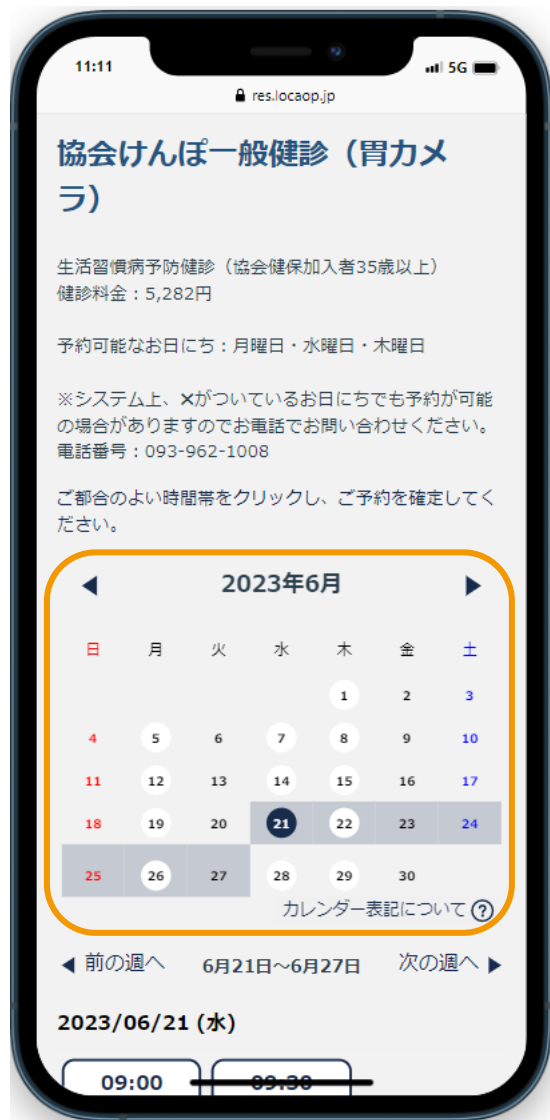 11:11
5G
res.locaop.jp
協会けんぽ一般健診（胃カメ
ラ）
生活習慣病予防健診（協会健保加入者35歳以上）
健診料金：5,282円
予約可能なお日にち：月曜日・水曜日・木曜日
※システム上、×がついているお日にちでも予約が可能
の場合がありますのでお電話でお問い合わせください。
電話番号：093-962-1008
ご都合のよい時間帯をクリックし、ご予約を確定してく
ださい。
◀ 2023年6月 ▶
日 月 火 水 木 金 土
1 2 3
4 5 6 7 8 9 10
11 12 13 14 15 16 17
18 19 20 21 22 23 24
25 26 27 28 29 30
カレンダー表記について ?
◀ 前の週へ 6月21日～6月27日 次の週へ ▶
2023/06/21 (水)
09:00 09:30